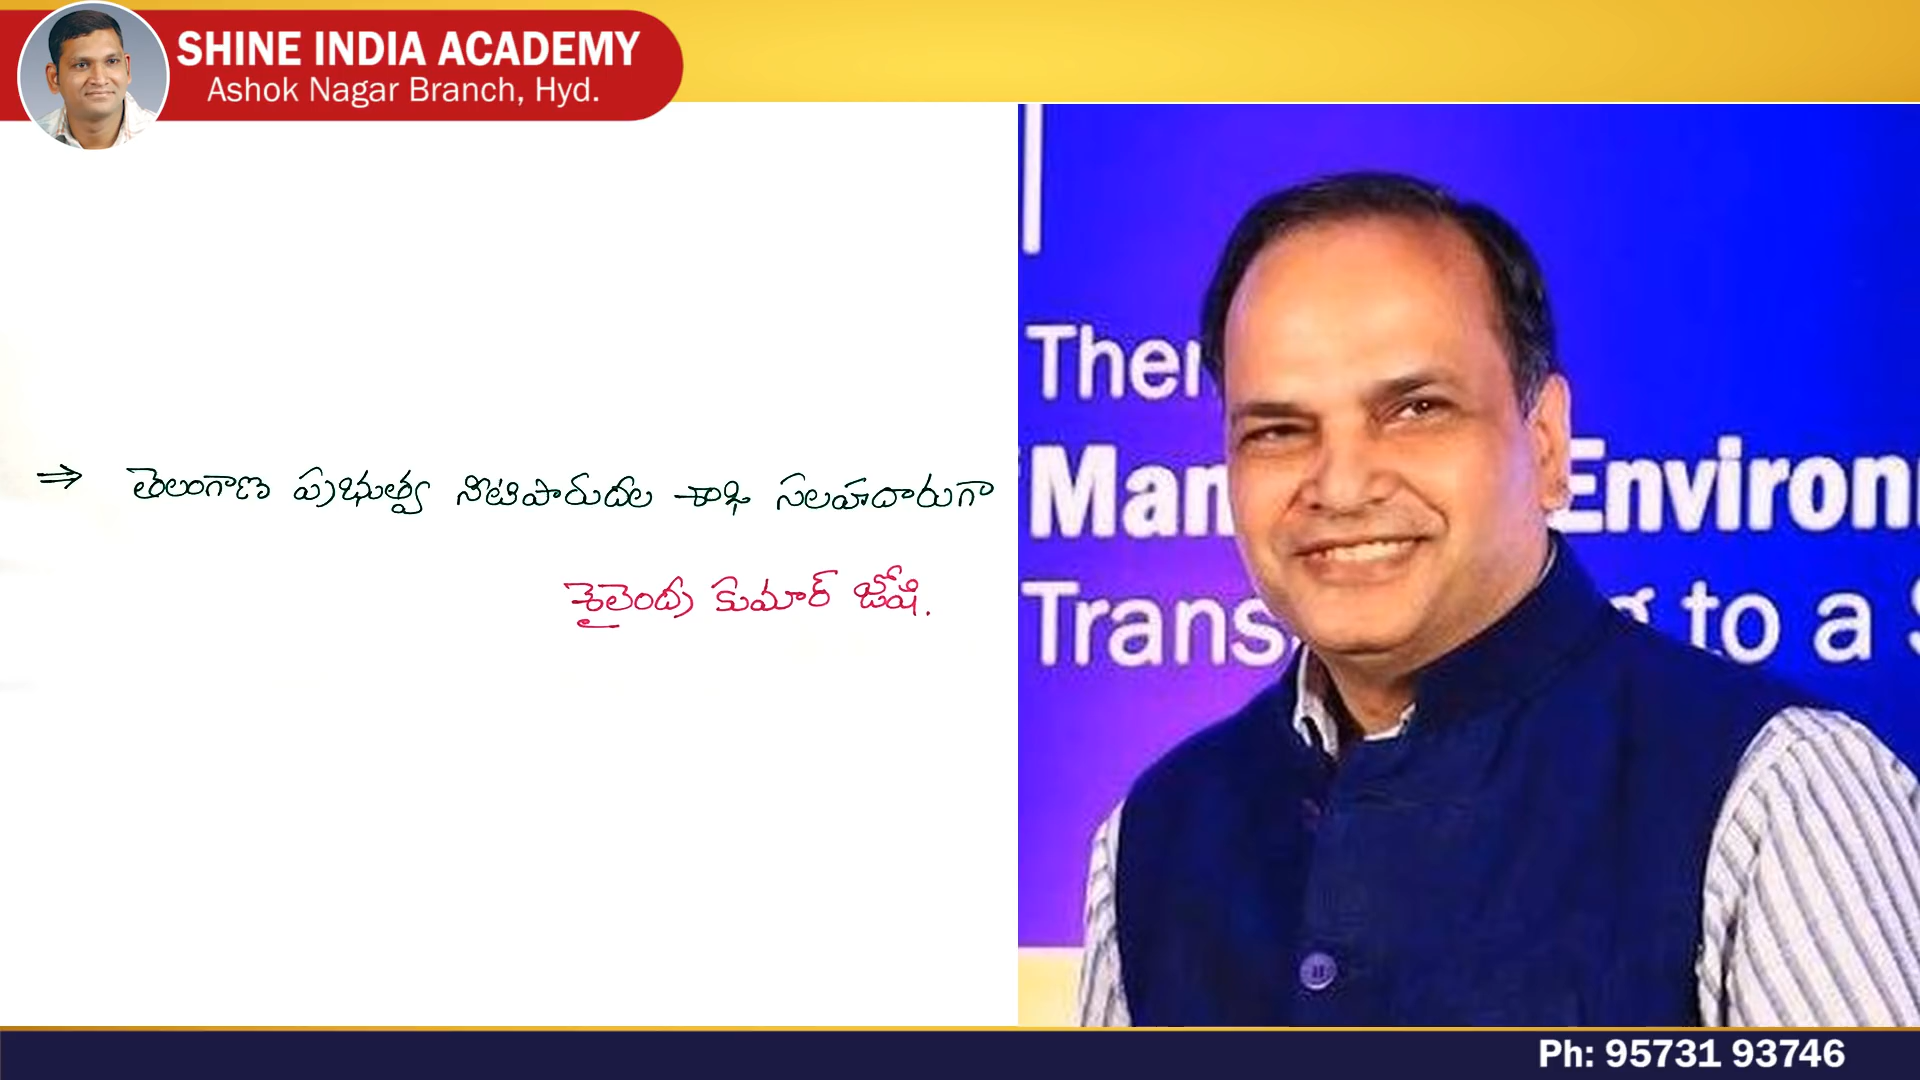 SHINE INDIA ACADEMY
Ashok Nagar Branch, Hyd.
⇒ తెలంగాణ ప్రభుత్వ నీటిపారుదల శాఖ సలహాదారుగా
శైలేంద్ర కుమార్ జోషి.
Ther
Man Environ
Trans g to a S
Ph: 95731 93746